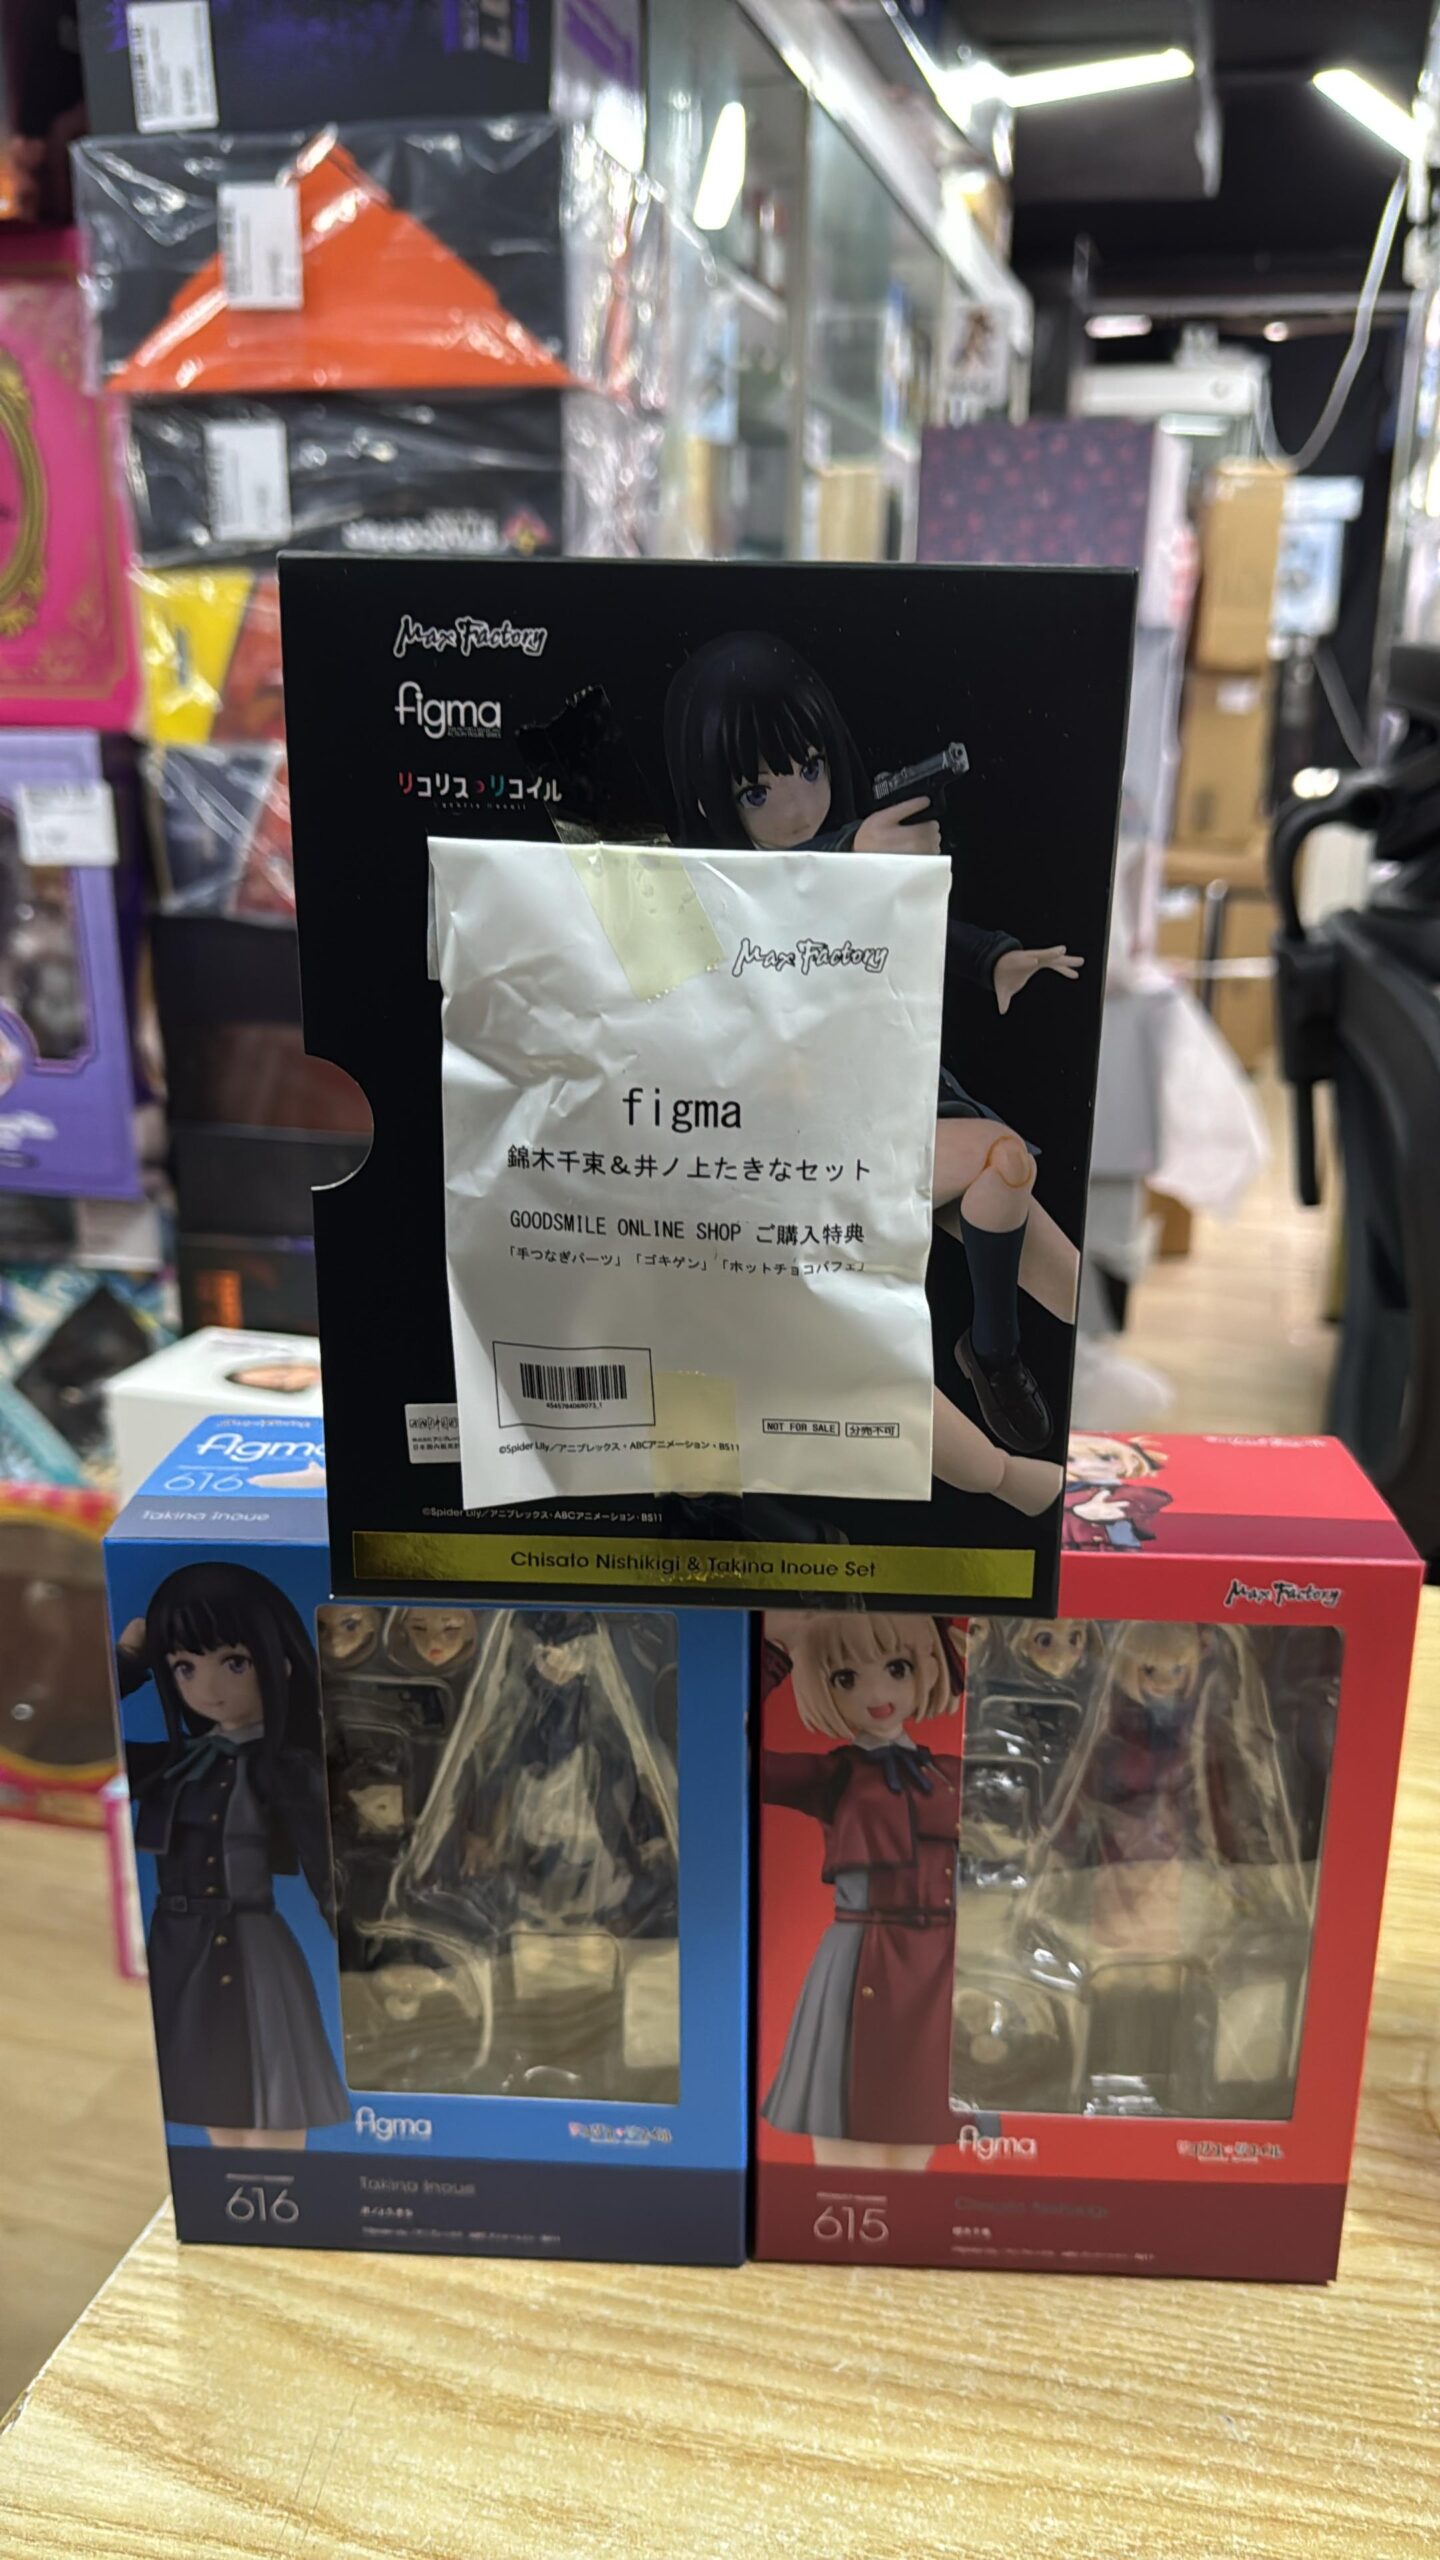 Max Factory
figma
リコリス・リコイル
Max Factory
figma
錦木千束&井ノ上たきなセット
GOODSMILE ONLINE SHOP ご購入特典
「手つなぎパーツ」「ゴキゲン」「ホットチョコパフェ」
NOT FOR SALE 分売不可
©Spider Lily/アニプレックス・ABCアニメーション・BS11
©Spider Lily/アニプレックス・ABCアニメーション・BS11
Chisato Nishikigi & Takina Inoue Set
figma
616
Takina Inoue
Max Factory
figma
616
Takina Inoue
figma
615
Chisato Nishikigi